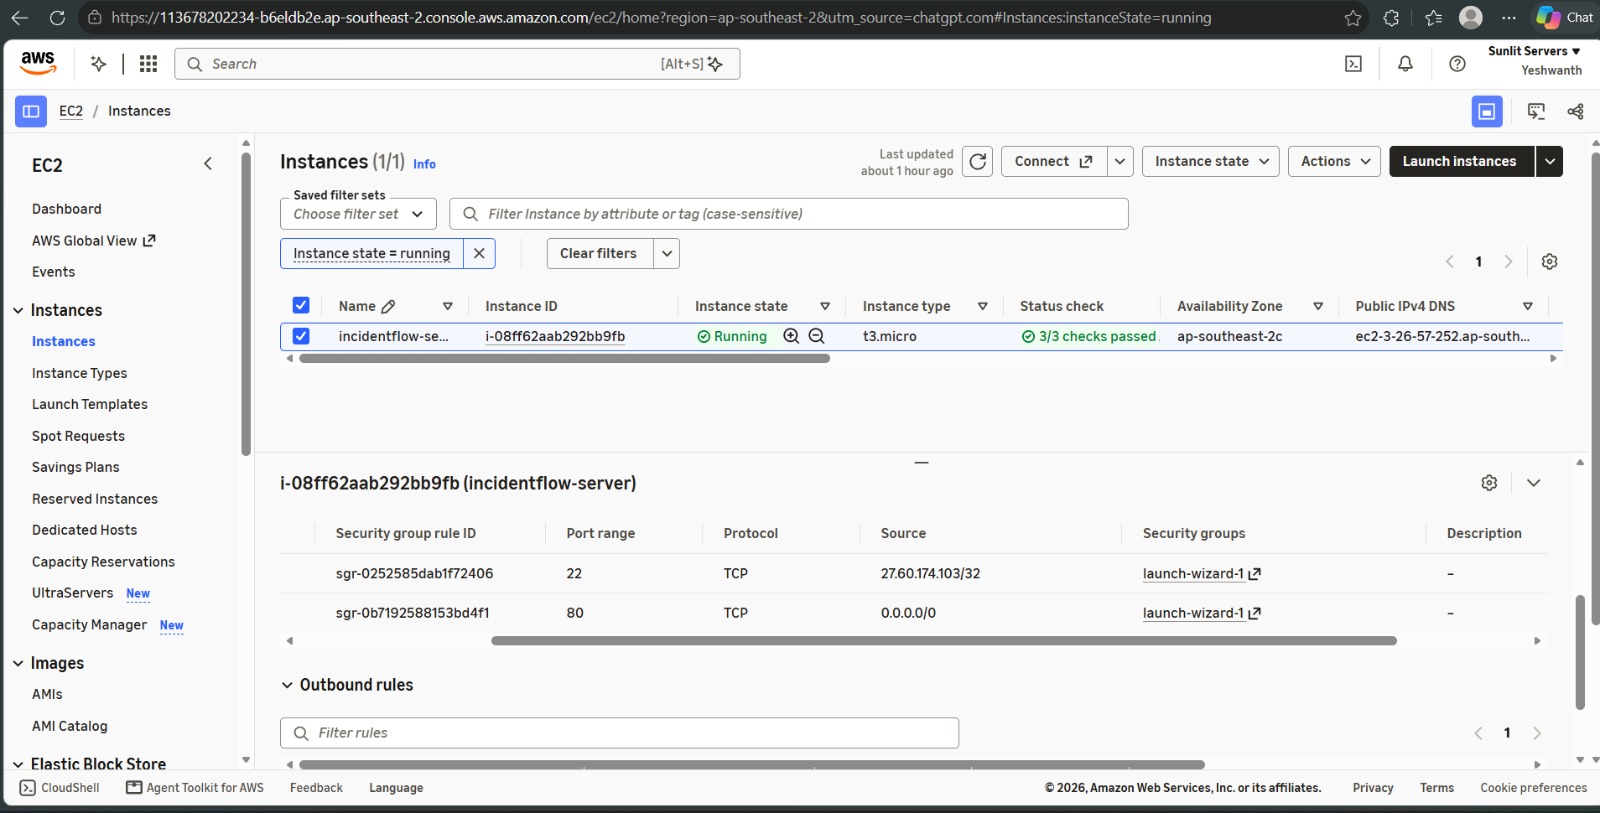 https://113678202234-b6eldb2e.ap-southeast-2.console.aws.amazon.com/ec2/home?region=ap-southeast-2&utm_source=chatgpt.com#Instances:instanceState=running
Chat
aws
Search
[Alt+S]
Sunlit Servers ▼
Yeshwanth
EC2 / Instances
EC2
Dashboard
AWS Global View
Events
Instances
Instances
Instance Types
Launch Templates
Spot Requests
Savings Plans
Reserved Instances
Dedicated Hosts
Capacity Reservations
UltraServers New
Capacity Manager New
Images
AMIs
AMI Catalog
Elastic Block Store
Instances (1/1) Info
Last updated
about 1 hour ago
Connect
Instance state
Actions
Launch instances
Saved filter sets
Choose filter set
Filter Instance by attribute or tag (case-sensitive)
Instance state = running
Clear filters
1
Name Instance ID Instance state Instance type Status check Availability Zone Public IPv4 DNS
incidentflow-se... i-08ff62aab292bb9fb Running t3.micro 3/3 checks passed ap-southeast-2c ec2-3-26-57-252.ap-south...
i-08ff62aab292bb9fb (incidentflow-server)
Security group rule ID Port range Protocol Source Security groups Description
sgr-0252585dab1f72406 22 TCP 27.60.174.103/32 launch-wizard-1 –
sgr-0b7192588153bd4f1 80 TCP 0.0.0.0/0 launch-wizard-1 –
Outbound rules
Filter rules
1
CloudShell Agent Toolkit for AWS Feedback Language
© 2026, Amazon Web Services, Inc. or its affiliates. Privacy Terms Cookie preferences